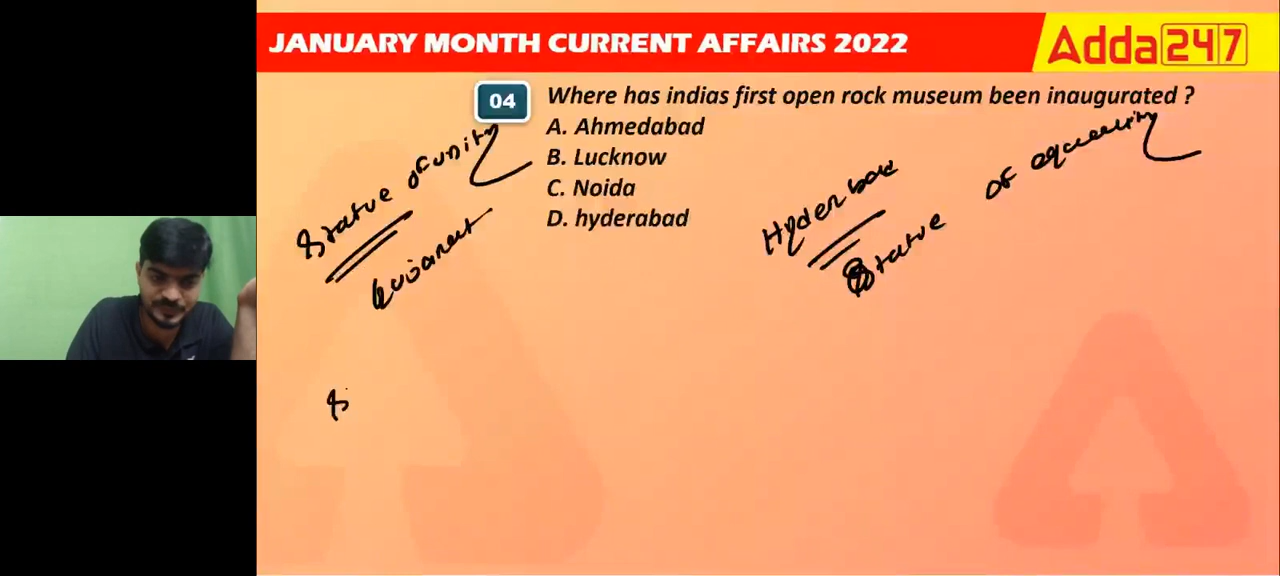 JANUARY MONTH CURRENT AFFAIRS 2022
Adda247
04 Where has indias first open rock museum been inaugurated ?
A. Ahmedabad
B. Lucknow
C. Noida
D. hyderabad
Statue of unity
Hyderbad
Statue of equality
S